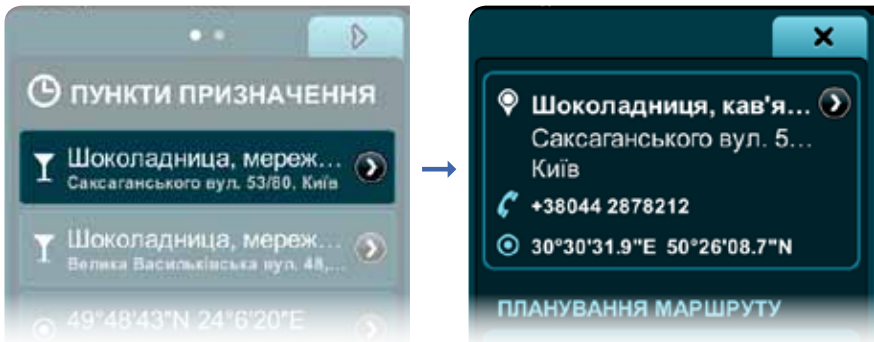 ПУНКТИ ПРИЗНАЧЕННЯ
Шоколадница, мереж...
Саксаганського вул. 53/80, Київ
Шоколадница, мереж...
Велика Васильківська вул. 48,...
49°48'43"N 24°6'20"E
Шоколадниця, кав'я...
Саксаганського вул. 5...
Київ
+38044 2878212
30°30'31.9"E 50°26'08.7"N
ПЛАНУВАННЯ МАРШРУТУ